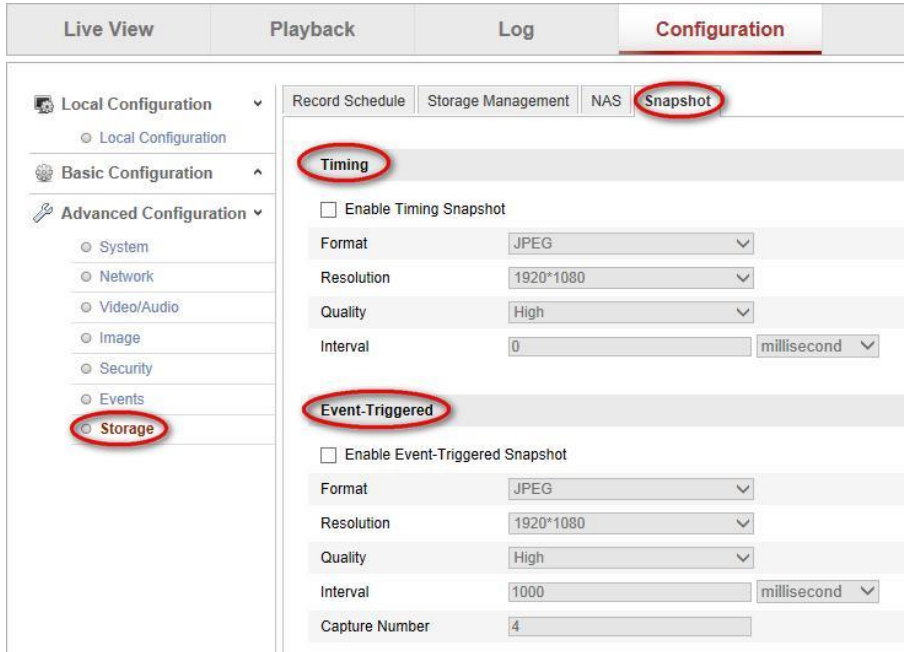 Live View Playback Log Configuration
Local Configuration
Local Configuration
Basic Configuration
Advanced Configuration
System
Network
Video/Audio
Image
Security
Events
Storage
Record Schedule Storage Management NAS Snapshot
Timing
Enable Timing Snapshot
Format JPEG
Resolution 1920*1080
Quality High
Interval 0 millisecond
Event-Triggered
Enable Event-Triggered Snapshot
Format JPEG
Resolution 1920*1080
Quality High
Interval 1000 millisecond
Capture Number 4